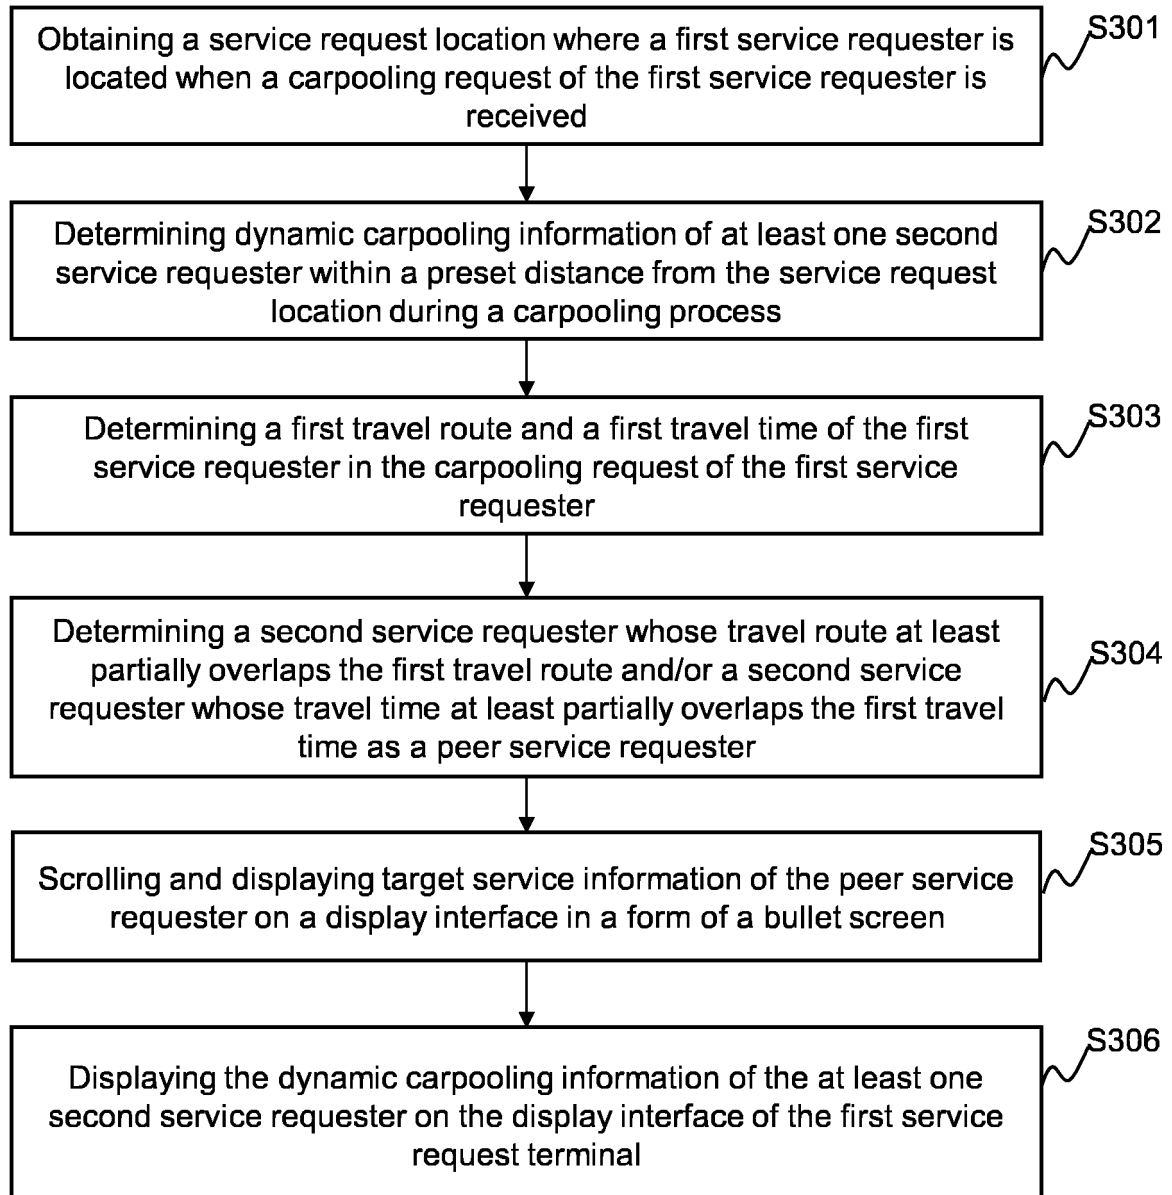 Obtaining a service request location where a first service requester is
located when a carpooling request of the first service requester is
received
S301
Determining dynamic carpooling information of at least one second
service requester within a preset distance from the service request
location during a carpooling process
S302
Determining a first travel route and a first travel time of the first
service requester in the carpooling request of the first service
requester
S303
Determining a second service requester whose travel route at least
partially overlaps the first travel route and/or a second service
requester whose travel time at least partially overlaps the first travel
time as a peer service requester
S304
Scrolling and displaying target service information of the peer service
requester on a display interface in a form of a bullet screen
S305
Displaying the dynamic carpooling information of the at least one
second service requester on the display interface of the first service
request terminal
S306